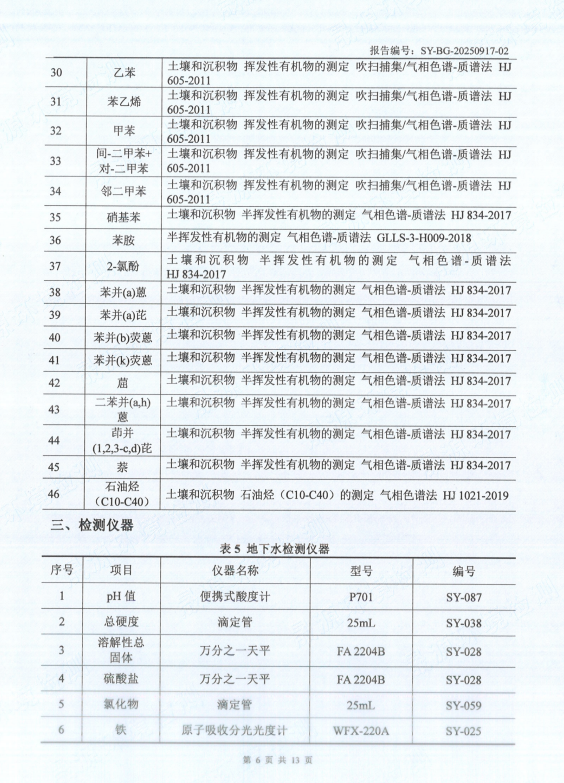 报告编号：SY-BG-20250917-02
30 乙苯 土壤和沉积物 挥发性有机物的测定 吹扫捕集/气相色谱-质谱法 HJ
605-2011
31 苯乙烯 土壤和沉积物 挥发性有机物的测定 吹扫捕集/气相色谱-质谱法 HJ
605-2011
32 甲苯 土壤和沉积物 挥发性有机物的测定 吹扫捕集/气相色谱-质谱法 HJ
605-2011
33 间-二甲苯+ 土壤和沉积物 挥发性有机物的测定 吹扫捕集/气相色谱-质谱法 HJ
对-二甲苯 605-2011
34 邻二甲苯 土壤和沉积物 挥发性有机物的测定 吹扫捕集/气相色谱-质谱法 HJ
605-2011
35 硝基苯 土壤和沉积物 半挥发性有机物的测定 气相色谱-质谱法 HJ 834-2017
36 苯胺 半挥发性有机物的测定 气相色谱-质谱法 GLLS-3-H009-2018
37 2-氯酚 土壤和沉积物 半挥发性有机物的测定 气相色谱-质谱法
HJ 834-2017
38 苯并(a)蒽 土壤和沉积物 半挥发性有机物的测定 气相色谱-质谱法 HJ 834-2017
39 苯并(a)芘 土壤和沉积物 半挥发性有机物的测定 气相色谱-质谱法 HJ 834-2017
40 苯并(b)荧蒽 土壤和沉积物 半挥发性有机物的测定 气相色谱-质谱法 HJ 834-2017
41 苯并(k)荧蒽 土壤和沉积物 半挥发性有机物的测定 气相色谱-质谱法 HJ 834-2017
42 䓛 土壤和沉积物 半挥发性有机物的测定 气相色谱-质谱法 HJ 834-2017
43 二苯并(a,h) 土壤和沉积物 半挥发性有机物的测定 气相色谱-质谱法 HJ 834-2017
蒽
44 茚并 土壤和沉积物 半挥发性有机物的测定 气相色谱-质谱法 HJ 834-2017
(1,2,3-c,d)芘
45 萘 土壤和沉积物 半挥发性有机物的测定 气相色谱-质谱法 HJ 834-2017
46 石油烃 土壤和沉积物 石油烃（C10-C40）的测定 气相色谱法 HJ 1021-2019
（C10-C40）
三、检测仪器
表 5 地下水检测仪器
序号 项目 仪器名称 型号 编号
1 pH 值 便携式酸度计 P701 SY-087
2 总硬度 滴定管 25mL SY-038
3 溶解性总 万分之一天平 FA 2204B SY-028
固体
4 硫酸盐 万分之一天平 FA 2204B SY-028
5 氯化物 滴定管 25mL SY-059
6 铁 原子吸收分光光度计 WFX-220A SY-025
第 6 页 共 13 页